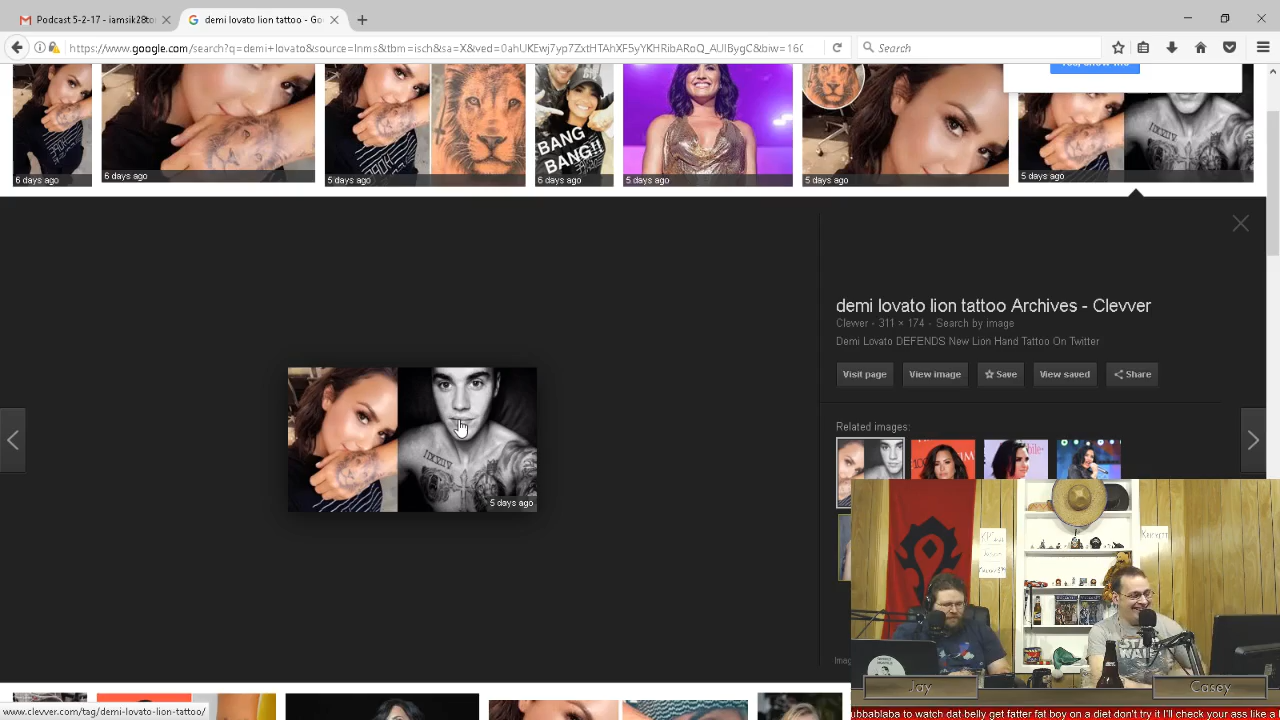 Podcast 5-2-17 - iamsik28to
demi lovato lion tattoo - Go
https://www.google.com/search?q=demi+lovato&source=lnms&tbm=isch&sa=X&ved=0ahUKEwj7yp7ZxtHTAhXF5yYKHRibARoQ_AUIBygC&biw=160
Search
BANG
BANG!!
6 days ago
6 days ago
5 days ago
6 days ago
5 days ago
5 days ago
5 days ago
demi lovato lion tattoo Archives - Clevver
Clevver - 311 × 174 - Search by image
Demi Lovato DEFENDS New Lion Hand Tattoo On Twitter
Visit page
View image
Save
View saved
Share
Related images:
5 days ago
STAR
WARS
Jay
Casey
www.clevver.com/tag/demi-lovato-lion-tattoo/
ubbablaba to watch dat belly get fatter fat boy on a diet don't try it I'll check your ass like a